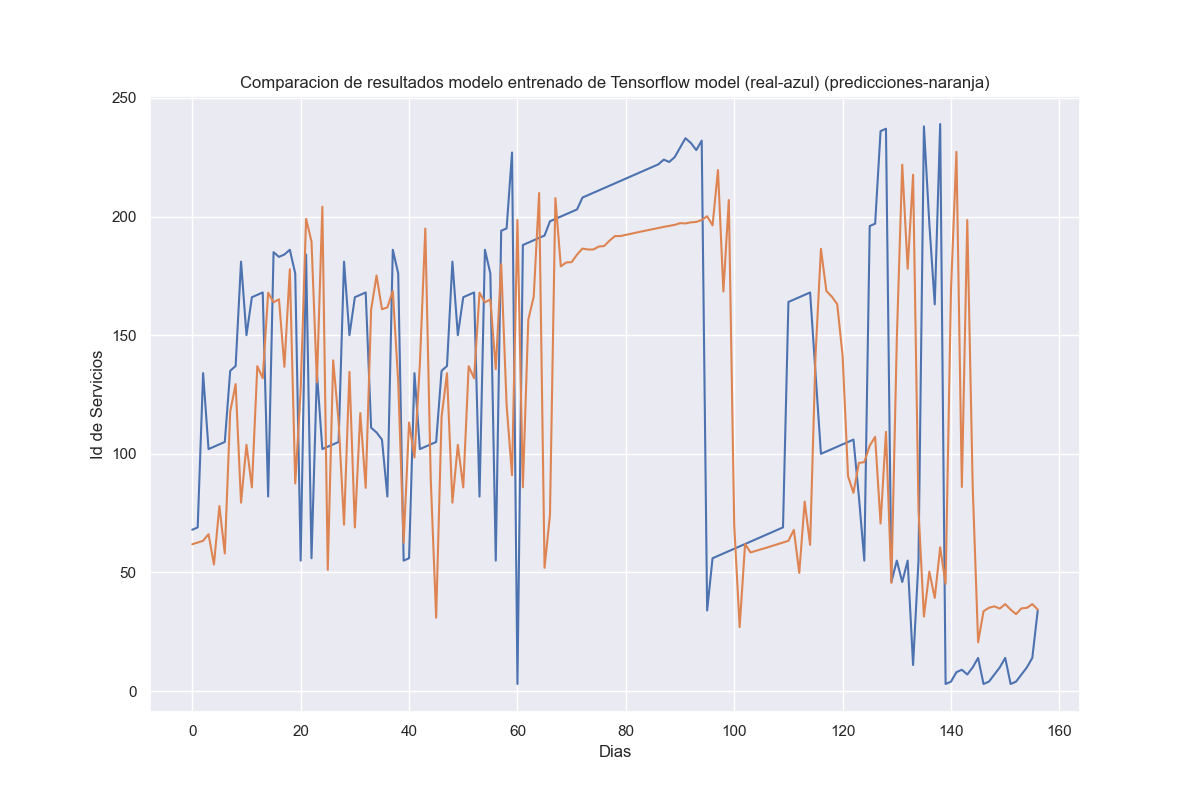 Comparacion de resultados modelo entrenado de Tensorflow model (real-azul) (predicciones-naranja)
250
200
150
100
50
0
Id de Servicios
0 20 40 60 80 100 120 140 160
Dias